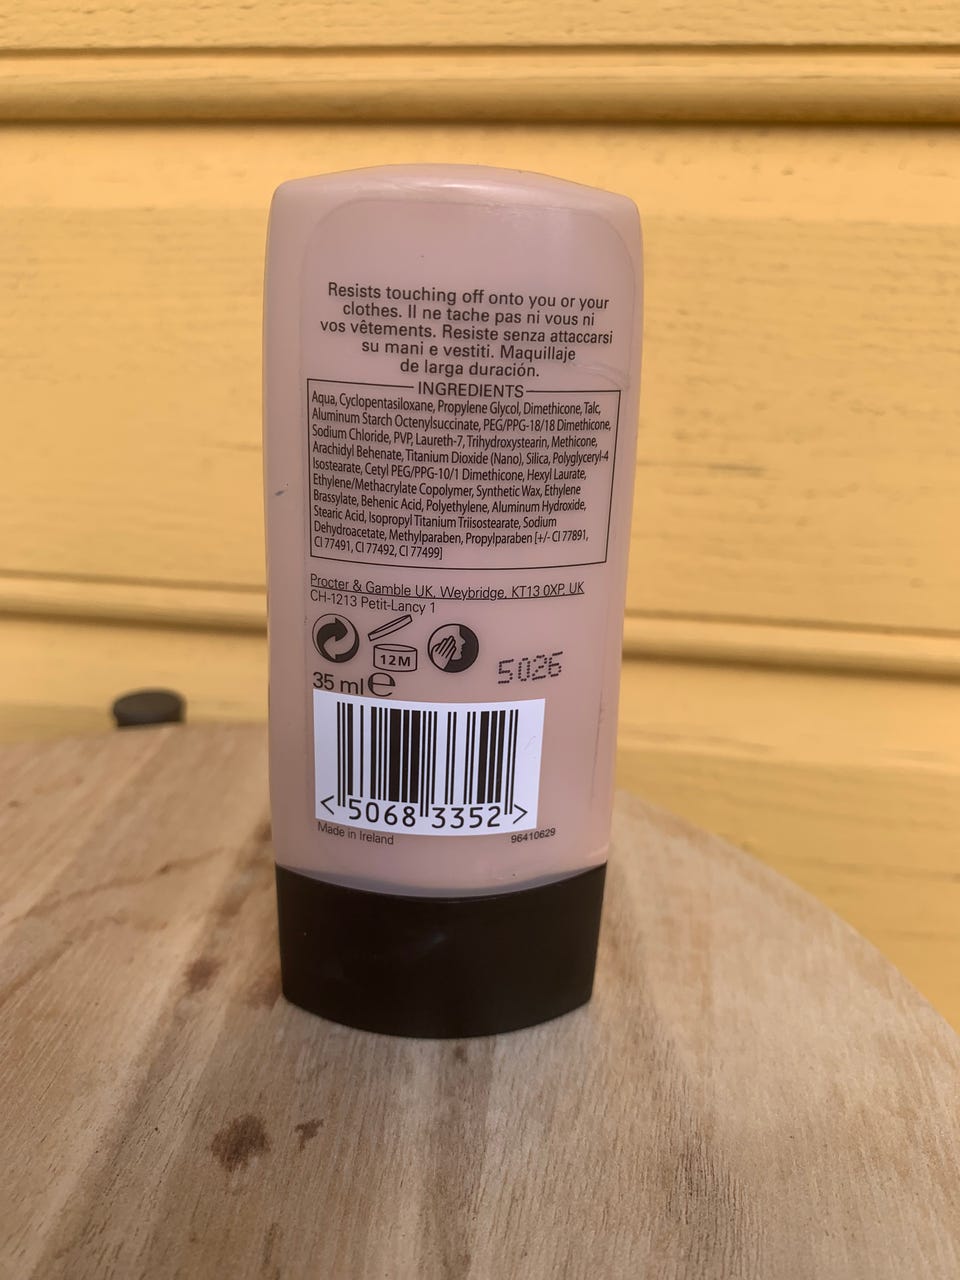 Resists touching off onto you or your
clothes. Il ne tache pas ni vous ni
vos vêtements. Resiste senza attaccarsi
su mani e vestiti. Maquillaje
de larga duración.
INGREDIENTS
Aqua, Cyclopentasiloxane, Propylene Glycol, Dimethicone, Talc,
Aluminum Starch Octenylsuccinate, PEG/PPG-18/18 Dimethicone,
Sodium Chloride, PVP, Laureth-7, Trihydroxystearin, Methicone,
Arachidyl Behenate, Titanium Dioxide (Nano), Silica, Polyglyceryl-4
Isostearate, Cetyl PEG/PPG-10/1 Dimethicone, Hexyl Laurate,
Ethylene/Methacrylate Copolymer, Synthetic Wax, Ethylene
Brassylate, Behenic Acid, Polyethylene, Aluminum Hydroxide,
Stearic Acid, Isopropyl Titanium Triisostearate, Sodium
Dehydroacetate, Methylparaben, Propylparaben [+/- CI 77891,
CI 77491, CI 77492, CI 77499]
Procter & Gamble UK, Weybridge, KT13 0XP, UK
CH-1213 Petit-Lancy 1
12M
5026
35 ml e
<5068 3352>
Made in Ireland 96410629